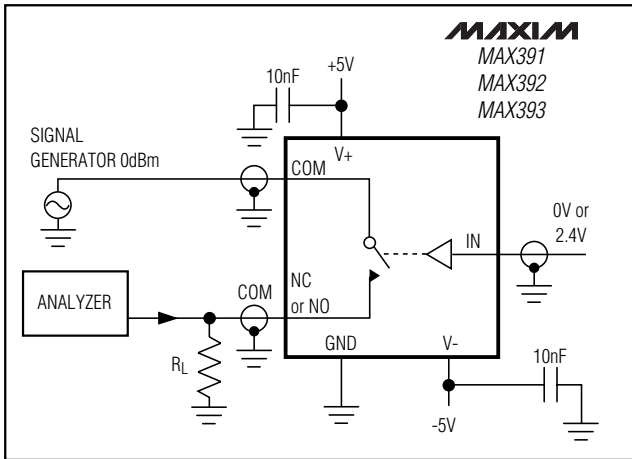 MAXIM
MAX391
MAX392
MAX393
+5V
10nF
SIGNAL
GENERATOR 0dBm
V+
COM
0V or
2.4V
IN
NC
or NO
COM
ANALYZER
GND
V-
10nF
RL
-5V